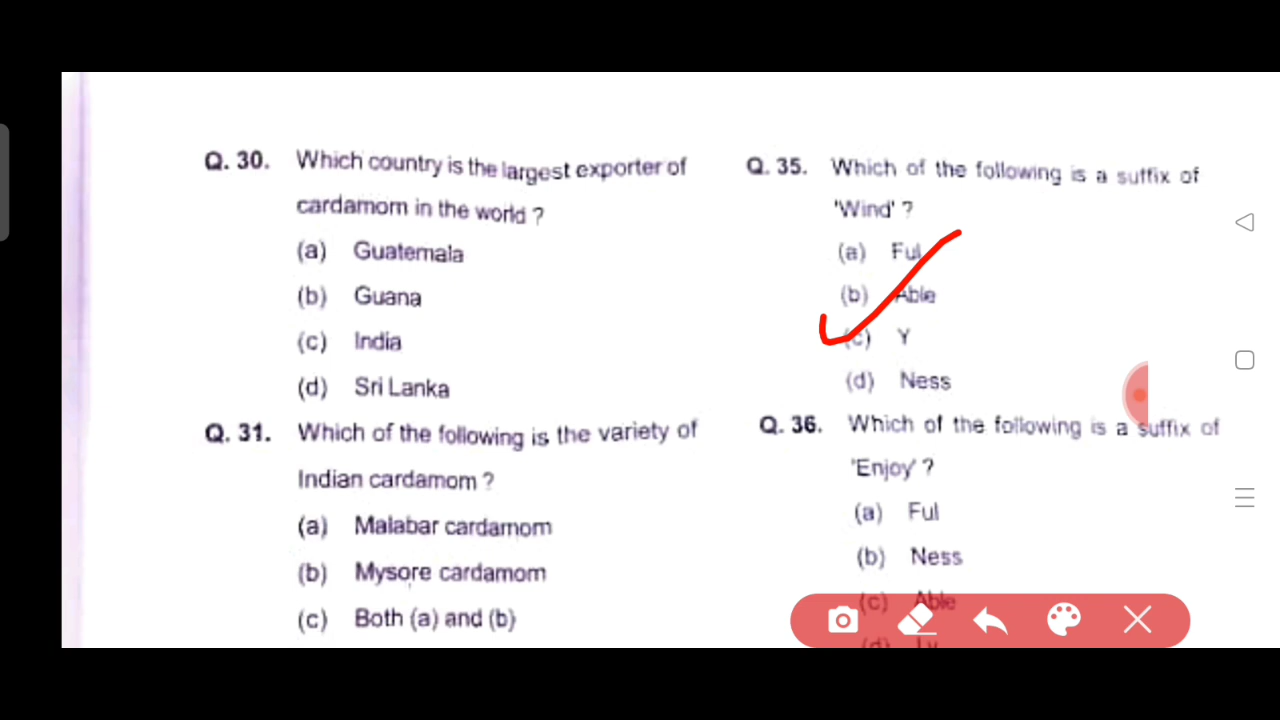 Q. 30. Which country is the largest exporter of
cardamom in the world ?
(a) Guatemala
(b) Guana
(c) India
(d) Sri Lanka
Q. 31. Which of the following is the variety of
Indian cardamom ?
(a) Malabar cardamom
(b) Mysore cardamom
(c) Both (a) and (b)
Q. 35. Which of the following is a suffix of
'Wind' ?
(a) Ful
(b) Able
(c) Y
(d) Ness
Q. 36. Which of the following is a suffix of
'Enjoy' ?
(a) Ful
(b) Ness
(c) Able
(d) Ly